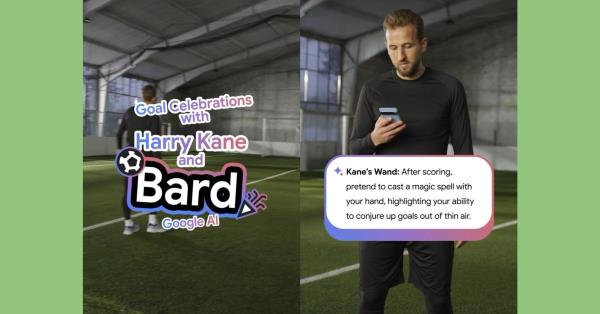 Goal Celebrations
with
Harry Kane
and
Bard
Google AI
Kane's Wand: After scoring,
pretend to cast a magic spell with
your hand, highlighting your ability
to conjure up goals out of thin air.